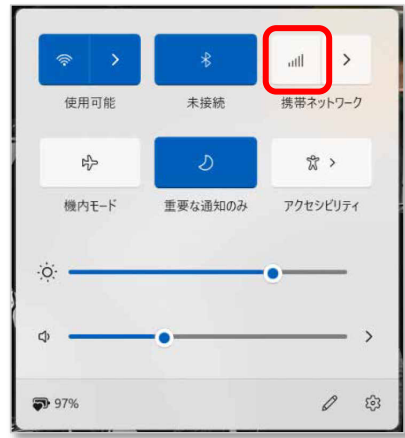 使用可能
未接続
携帯ネットワーク
機内モード
重要な通知のみ
アクセシビリティ
97%